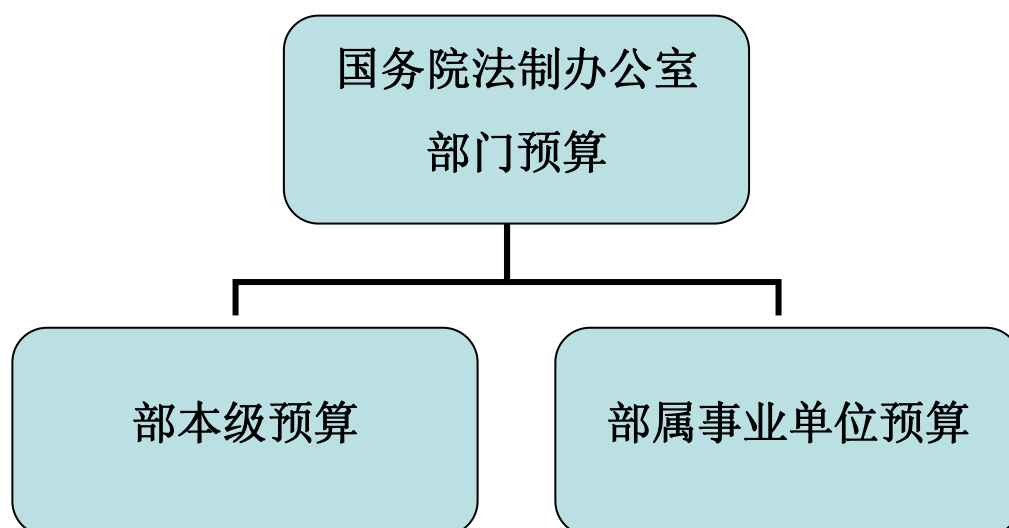 国务院法制办公室
部门预算
部本级预算
部属事业单位预算